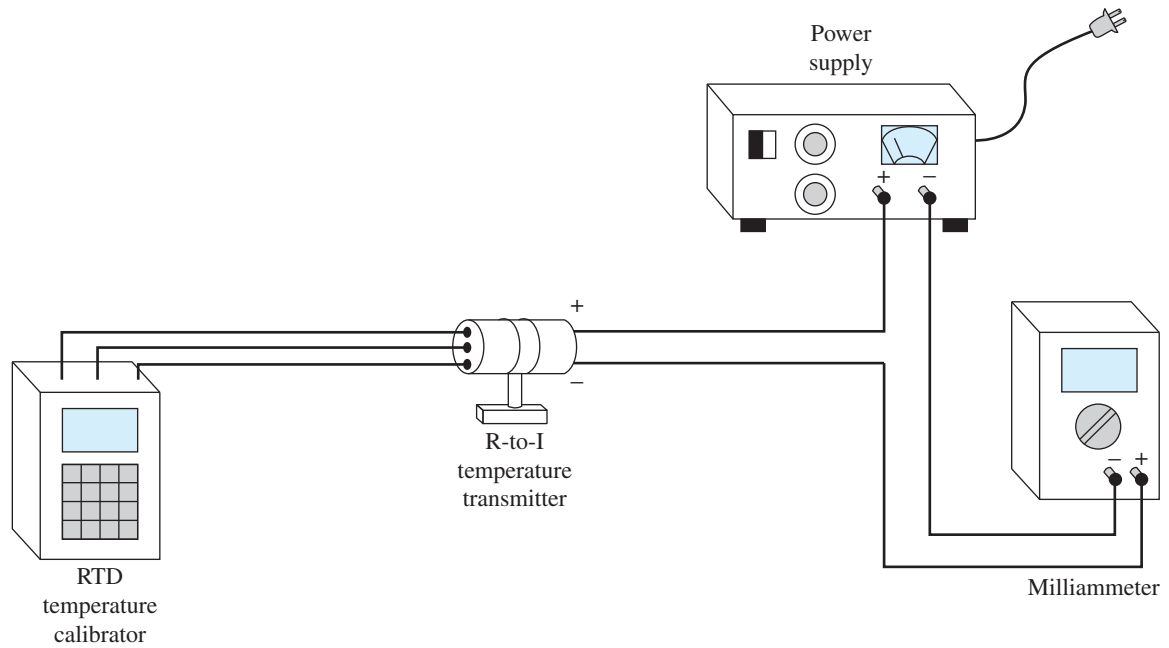 Power
supply
+ −
+
−
R-to-I
temperature
transmitter
− +
Milliammeter
RTD
temperature
calibrator